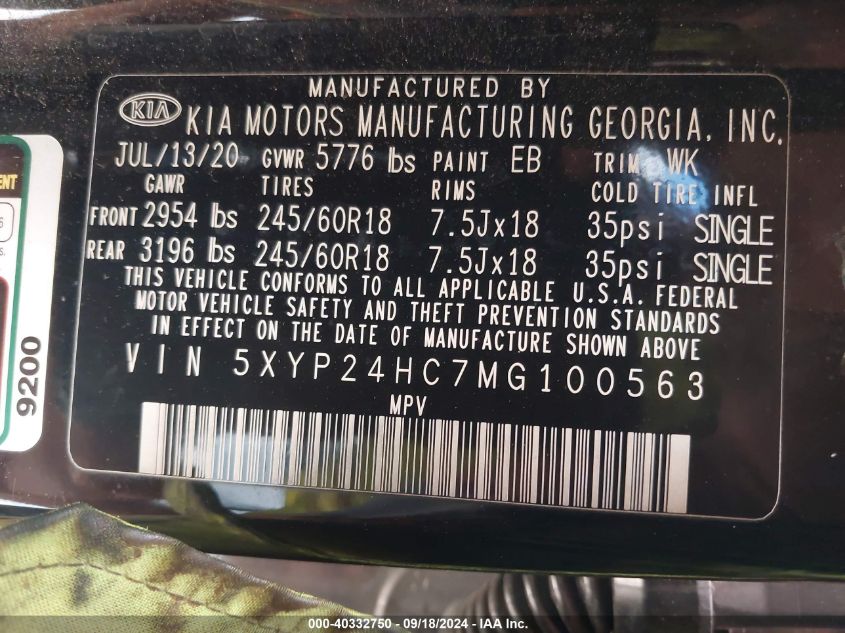 MANUFACTURED BY
KIA KIA MOTORS MANUFACTURING GEORGIA, INC.
JUL/13/20 GVWR 5776 lbs PAINT EB TRIM WK
GAWR TIRES RIMS COLD TIRE INFL
FRONT 2954 lbs 245/60R18 7.5Jx18 35psi SINGLE
REAR 3196 lbs 245/60R18 7.5Jx18 35psi SINGLE
THIS VEHICLE CONFORMS TO ALL APPLICABLE U.S.A. FEDERAL
MOTOR VEHICLE SAFETY AND THEFT PREVENTION STANDARDS
IN EFFECT ON THE DATE OF MANUFACTURE SHOWN ABOVE
VIN 5XYP24HC7MG100563
MPV
9200
000-40332750 - 09/18/2024 - IAA Inc.